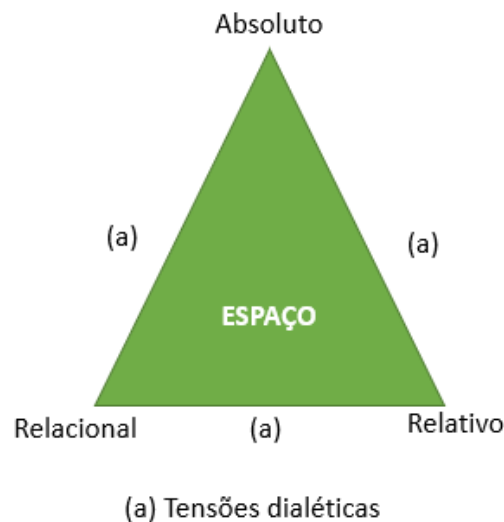 Absoluto
(a)
(a)
ESPAÇO
Relacional
(a)
Relativo
(a) Tensões dialéticas